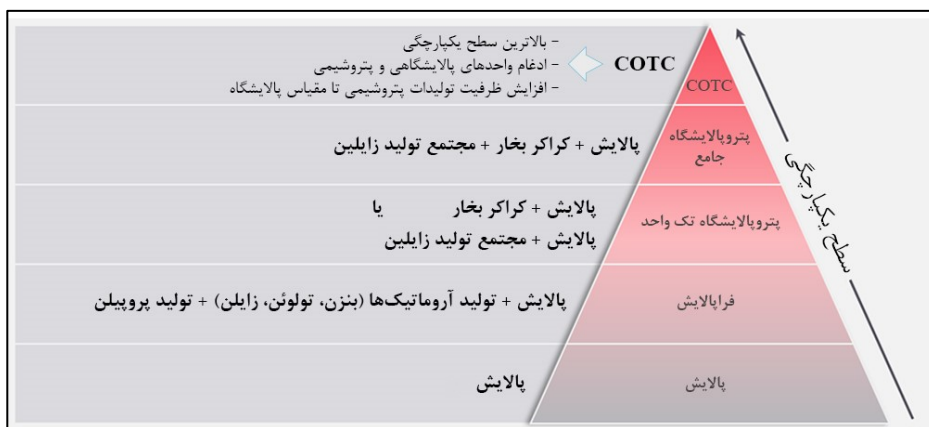 COTC
COTC
- بالاترین سطح یکپارچگی
- ادغام واحدهای پالایشگاهی و پتروشیمی
- افزایش ظرفیت تولیدات پتروشیمی تا مقیاس پالایشگاه
پتروپالایشگاه
جامع
پالایش + کراکر بخار + مجتمع تولید زایلین
پتروپالایشگاه تک واحد
پالایش + کراکر بخار یا
پالایش + مجتمع تولید زایلین
فراپالایش
پالایش + تولید آروماتیک‌ها (بنزن، تولوئن، زایلن) + تولید پروپیلن
پالایش
پالایش
سطح یکپارچگی